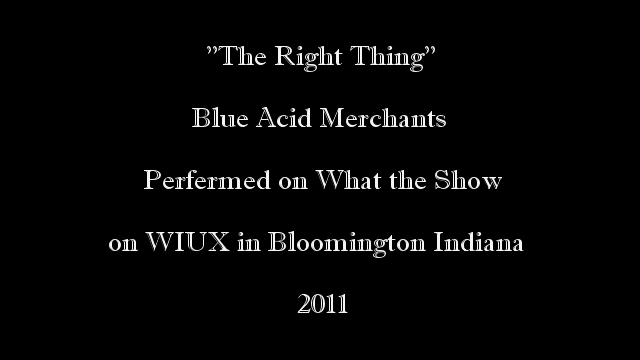 ”The Right Thing”
Blue Acid Merchants
Perfermed on What the Show
on WIUX in Bloomington Indiana
2011